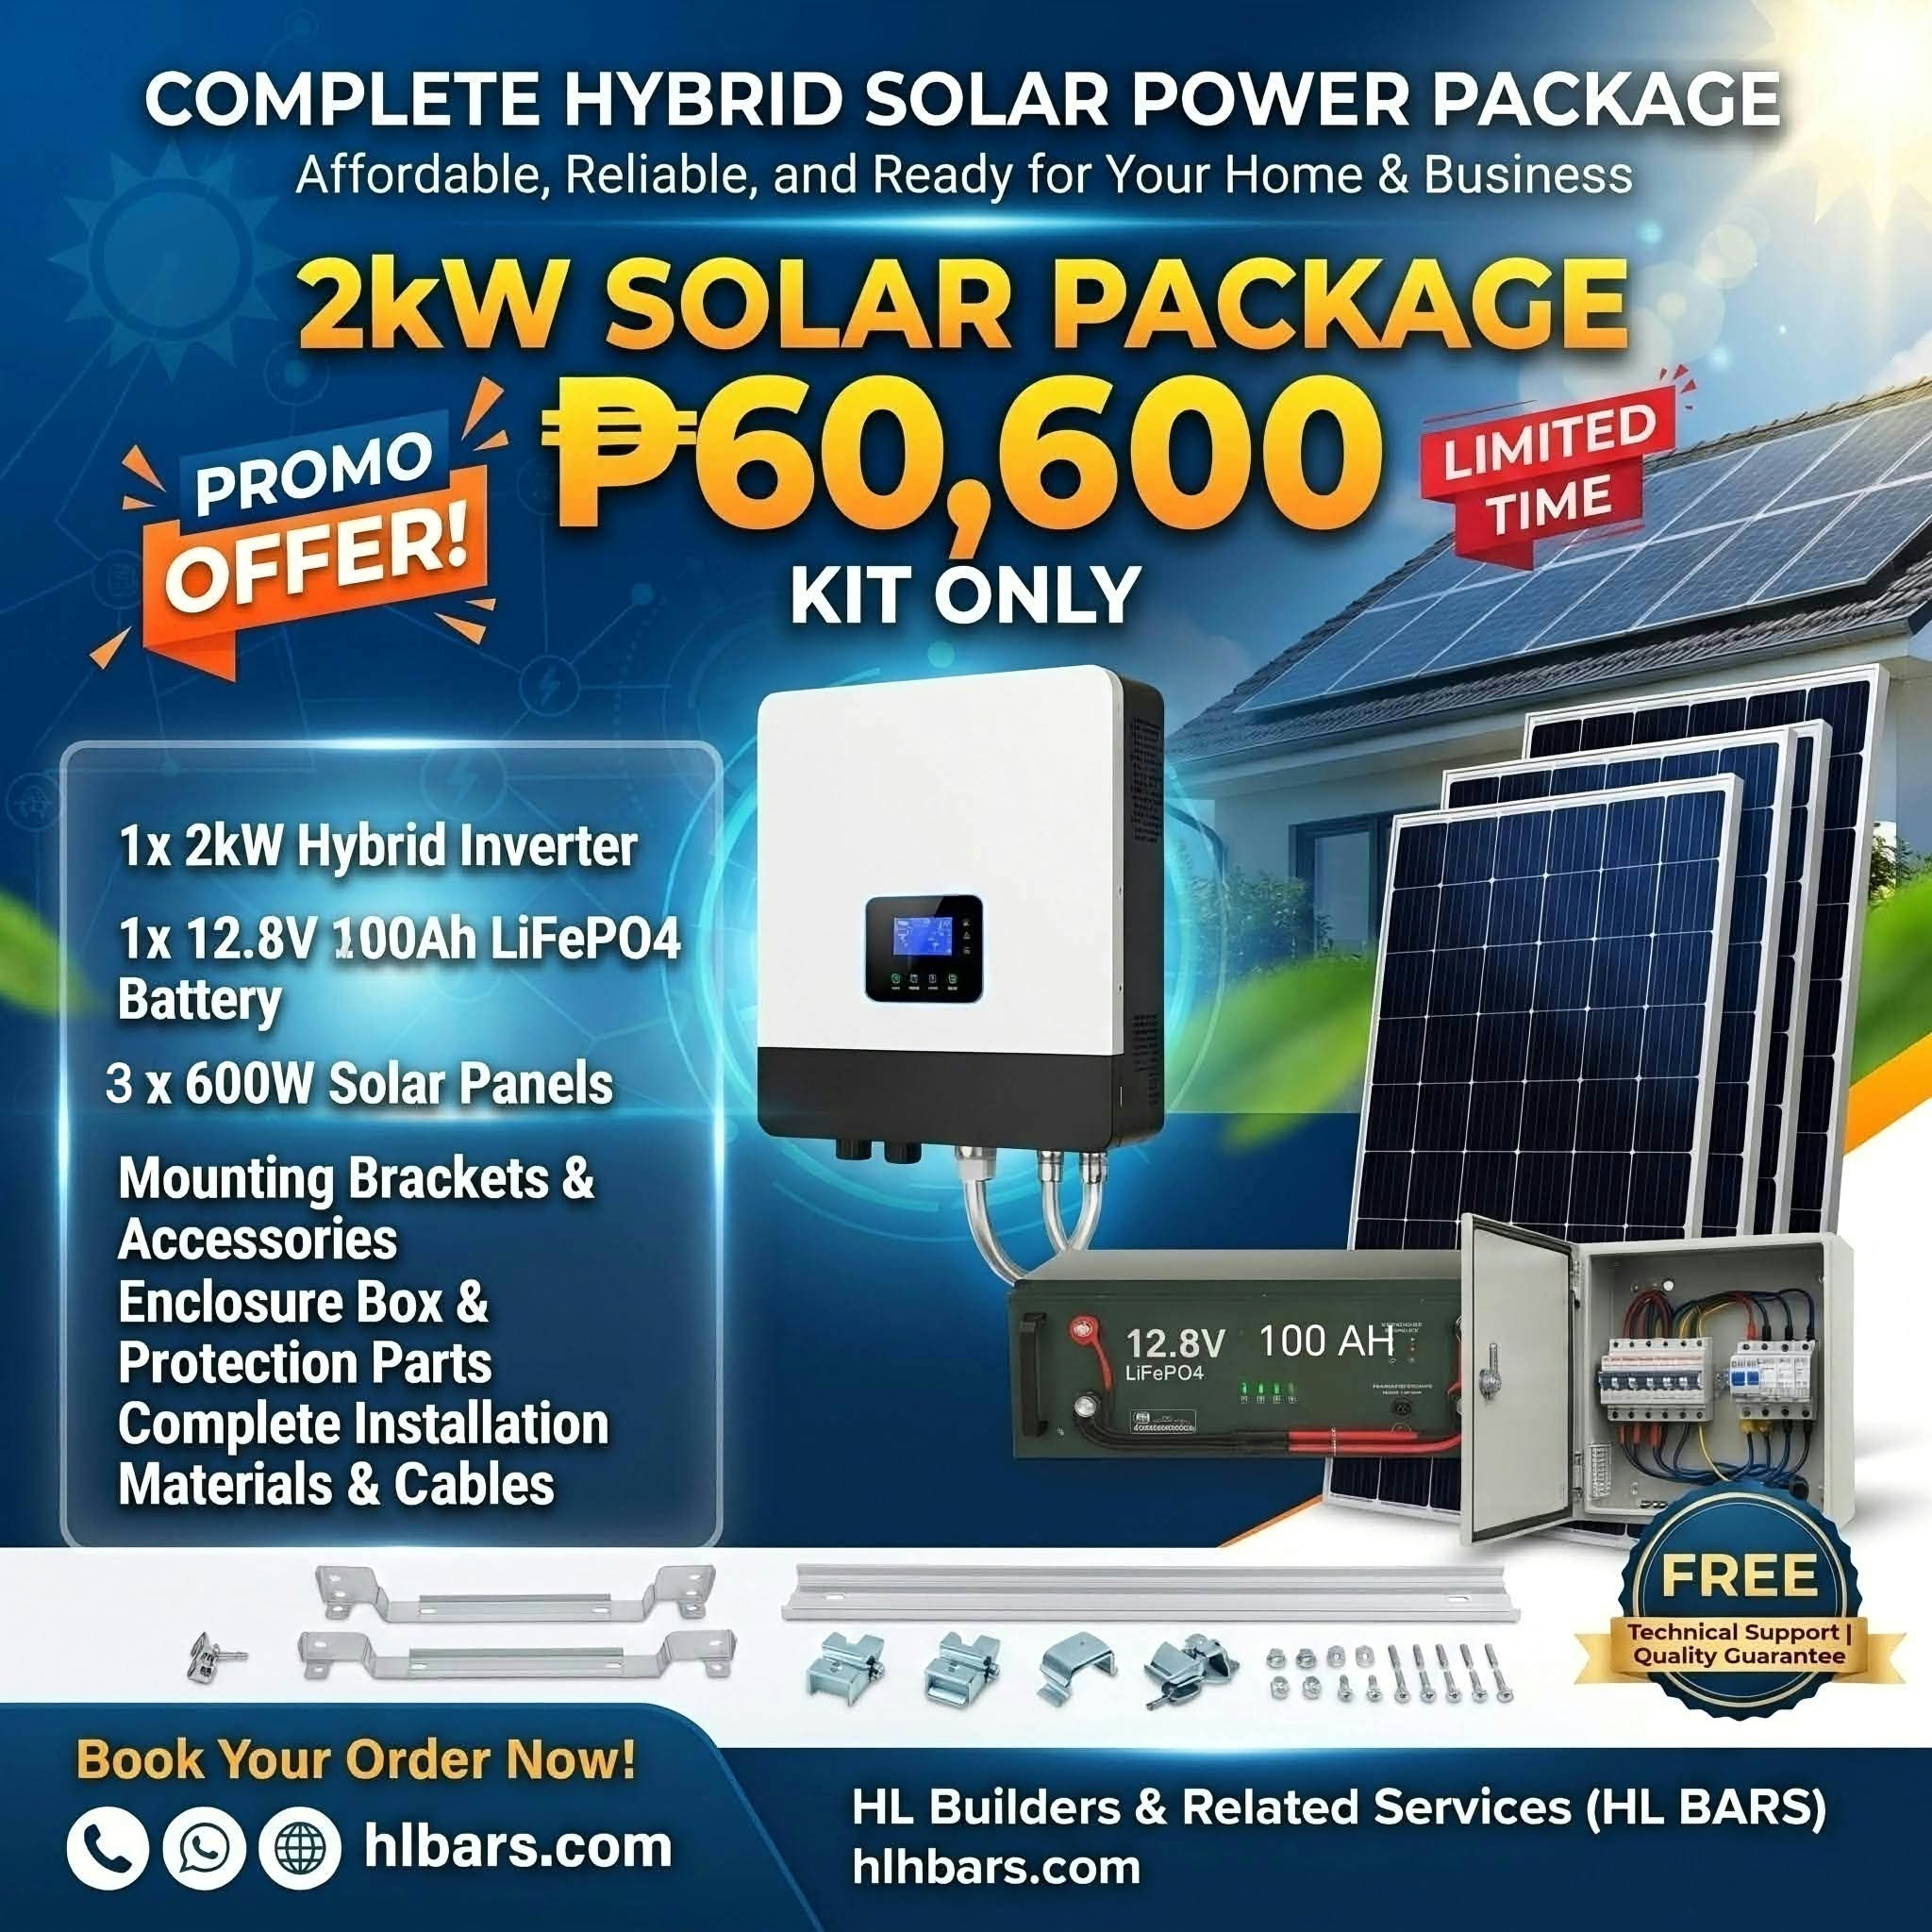 COMPLETE HYBRID SOLAR POWER PACKAGE
Affordable, Reliable, and Ready for Your Home & Business
2kW SOLAR PACKAGE
PROMO
OFFER!
₱60,600
LIMITED
TIME
KIT ONLY
1x 2kW Hybrid Inverter
1x 12.8V 100Ah LiFePO4
Battery
3 x 600W Solar Panels
Mounting Brackets &
Accessories
Enclosure Box &
Protection Parts
Complete Installation
Materials & Cables
12.8V 100 AH
LiFePO4
FREE
Technical Support |
Quality Guarantee
Book Your Order Now!
hlbars.com
HL Builders & Related Services (HL BARS)
hlhbars.com